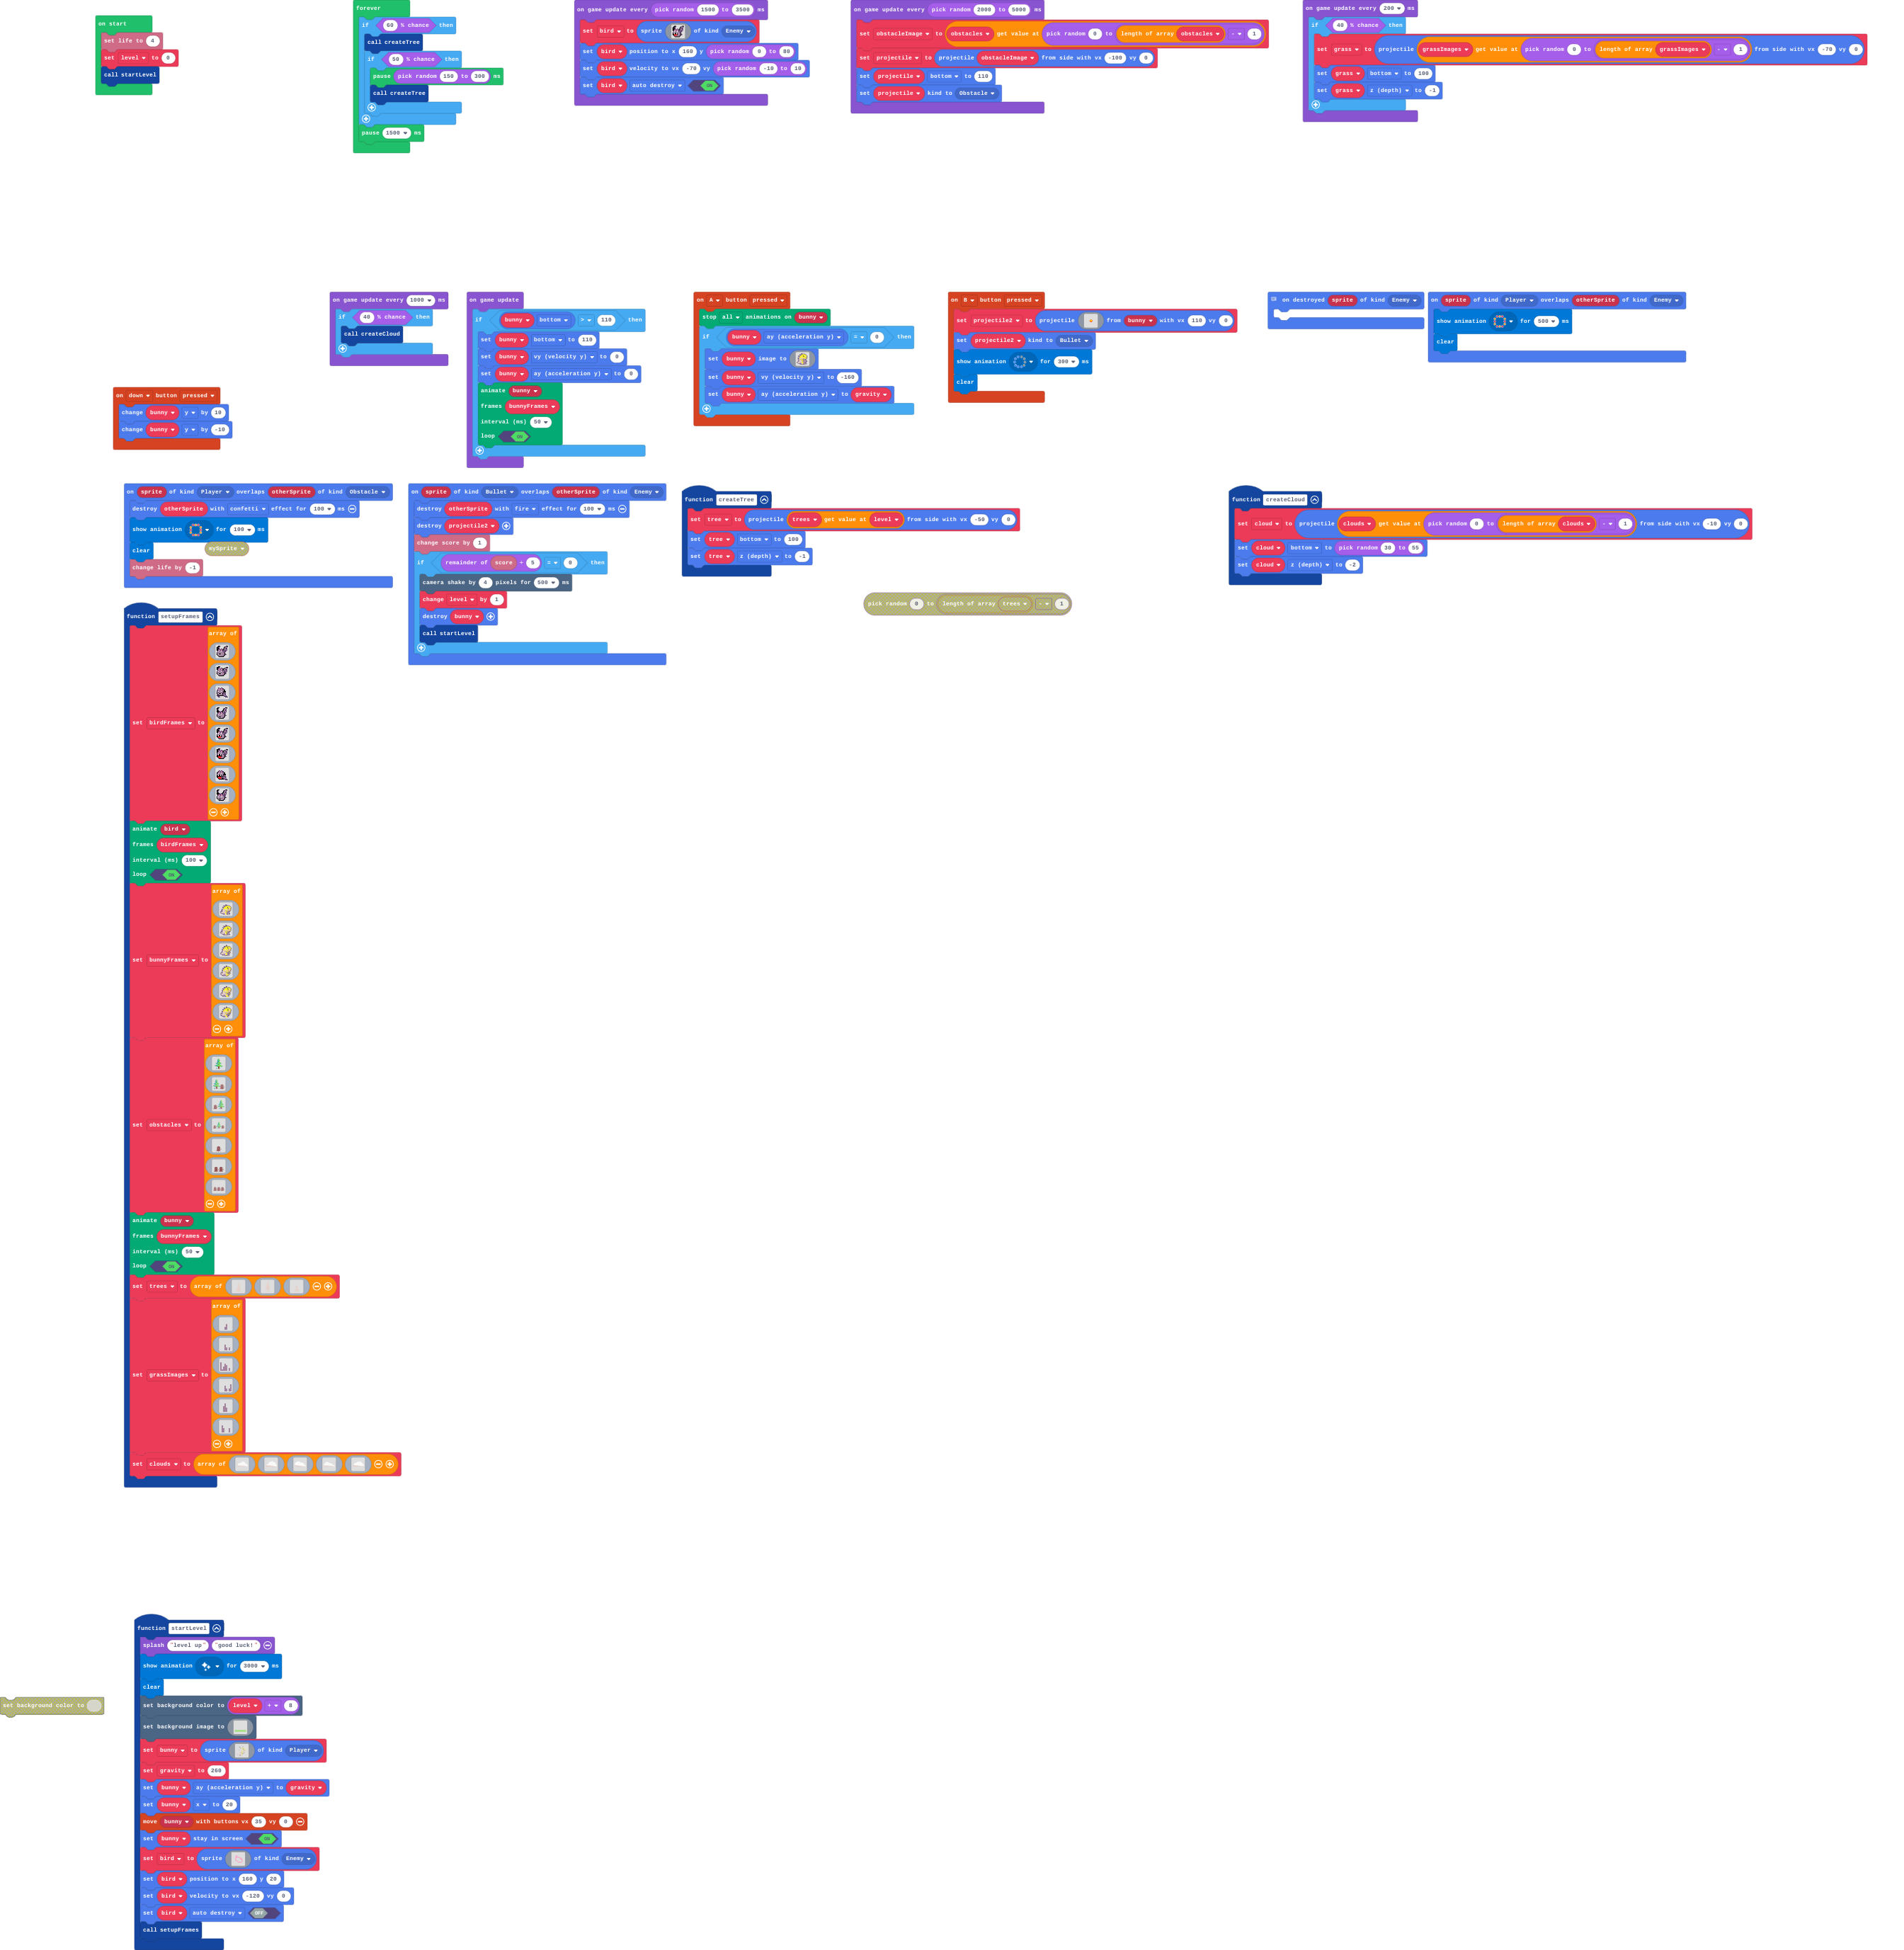 on start
set life to 4
set level to 0
call startLevel
forever
if 60 % chance then
call createTree
if 50 % chance then
pause pick random 150 to 300 ms
call createTree
pause 1500 ms
on game update every pick random 1500 to 3500 ms
set bird to sprite of kind Enemy
set bird position to x 160 y pick random 0 to 80
set bird velocity to vx -70 vy pick random -10 to 10
set bird auto destroy ON
on game update every pick random 2000 to 5000 ms
set obstacleImage to obstacles get value at pick random 0 to length of array obstacles - 1
set projectile to projectile obstacleImage from side with vx -100 vy 0
set projectile bottom to 110
set projectile kind to Obstacle
on game update every 200 ms
if 40 % chance then
set grass to projectile grassImages get value at pick random 0 to length of array grassImages - 1 from side with vx -70 vy 0
set grass bottom to 100
set grass z (depth) to -1
on game update every 1000 ms
if 40 % chance then
call createCloud
on game update
if bunny bottom > 110 then
set bunny bottom to 110
set bunny vy (velocity y) to 0
set bunny ay (acceleration y) to 0
animate bunny
frames bunnyFrames
interval (ms) 50
loop ON
on A button pressed
stop all animations on bunny
if bunny ay (acceleration y) = 0 then
set bunny image to
set bunny vy (velocity y) to -160
set bunny ay (acceleration y) to gravity
on B button pressed
set projectile2 to projectile from bunny with vx 110 vy 0
set projectile2 kind to Bullet
show animation for 300 ms
clear
on destroyed sprite of kind Enemy
on sprite of kind Player overlaps otherSprite of kind Enemy
show animation for 500 ms
clear
on down button pressed
change bunny y by 10
change bunny y by -10
on sprite of kind Player overlaps otherSprite of kind Obstacle
destroy otherSprite with confetti effect for 100 ms
show animation for 100 ms
clear
mySprite
change life by -1
on sprite of kind Bullet overlaps otherSprite of kind Enemy
destroy otherSprite with fire effect for 100 ms
destroy projectile2
change score by 1
if remainder of score ÷ 5 = 0 then
camera shake by 4 pixels for 500 ms
change level by 1
destroy bunny
call startLevel
function createTree
set tree to projectile trees get value at level from side with vx -50 vy 0
set tree bottom to 100
set tree z (depth) to -1
pick random 0 to length of array trees - 1
function createCloud
set cloud to projectile clouds get value at pick random 0 to length of array clouds - 1 from side with vx -10 vy 0
set cloud bottom to pick random 30 to 55
set cloud z (depth) to -2
function setupFrames
array of
set birdFrames to
animate bird
frames birdFrames
interval (ms) 100
loop ON
array of
set bunnyFrames to
array of
set obstacles to
animate bunny
frames bunnyFrames
interval (ms) 50
loop ON
set trees to array of
array of
set grassImages to
set clouds to array of
function startLevel
splash "level up" "good luck!"
show animation for 3000 ms
clear
set background color to level + 8
set background color to
set background image to
set bunny to sprite of kind Player
set gravity to 260
set bunny ay (acceleration y) to gravity
set bunny x to 20
move bunny with buttons vx 35 vy 0
set bunny stay in screen ON
set bird to sprite of kind Enemy
set bird position to x 160 y 20
set bird velocity to vx -120 vy 0
set bird auto destroy OFF
call setupFrames